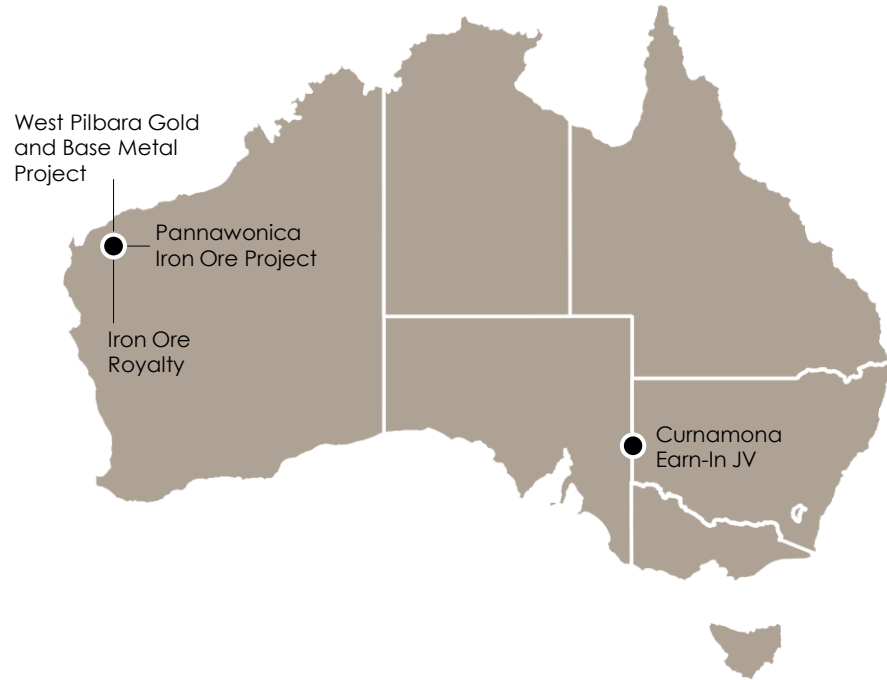 West Pilbara Gold
and Base Metal
Project
Pannawonica
Iron Ore Project
Iron Ore
Royalty
Curnamona
Earn-In JV